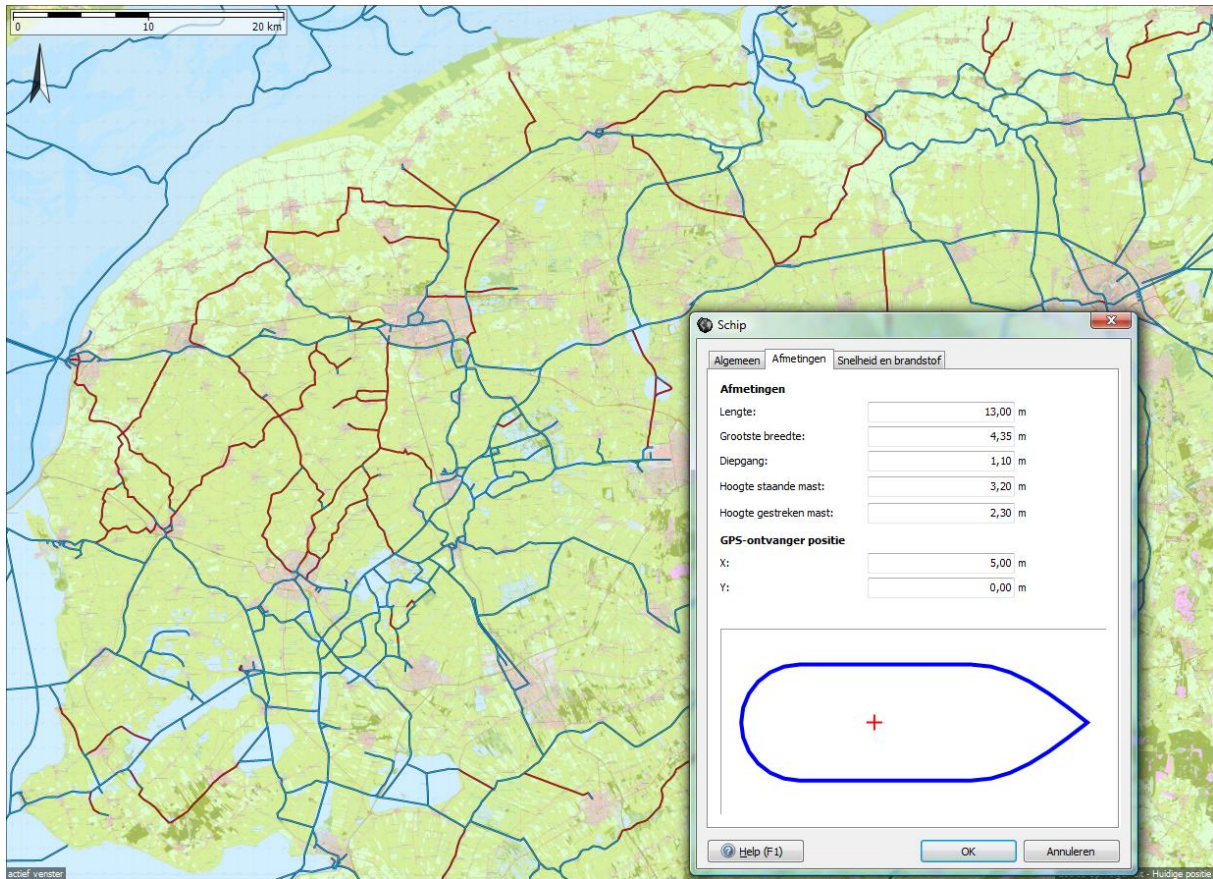 0 10 20 km
Schip
Algemeen Afmetingen Snelheid en brandstof
Afmetingen
Lengte: 13,00 m
Grootste breedte: 4,35 m
Diepgang: 1,10 m
Hoogte staande mast: 3,20 m
Hoogte gestreken mast: 2,30 m
GPS-ontvanger positie
X: 5,00 m
Y: 0,00 m
Help (F1) OK Annuleren
actief venster
- Huidige positie